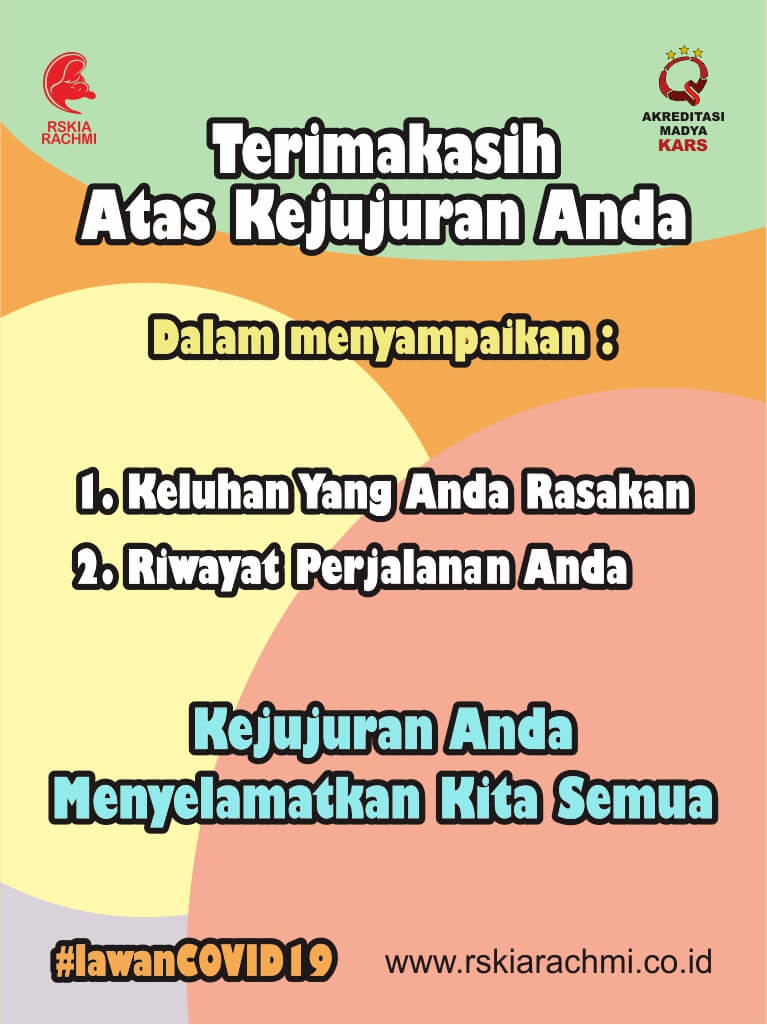 RSKIA
RACHMI
AKREDITASI
MADYA
KARS
Terimakasih
Atas Kejujuran Anda
Dalam menyampaikan :
1. Keluhan Yang Anda Rasakan
2. Riwayat Perjalanan Anda
Kejujuran Anda
Menyelamatkan Kita Semua
#lawanCOVID19
www.rskiarachmi.co.id